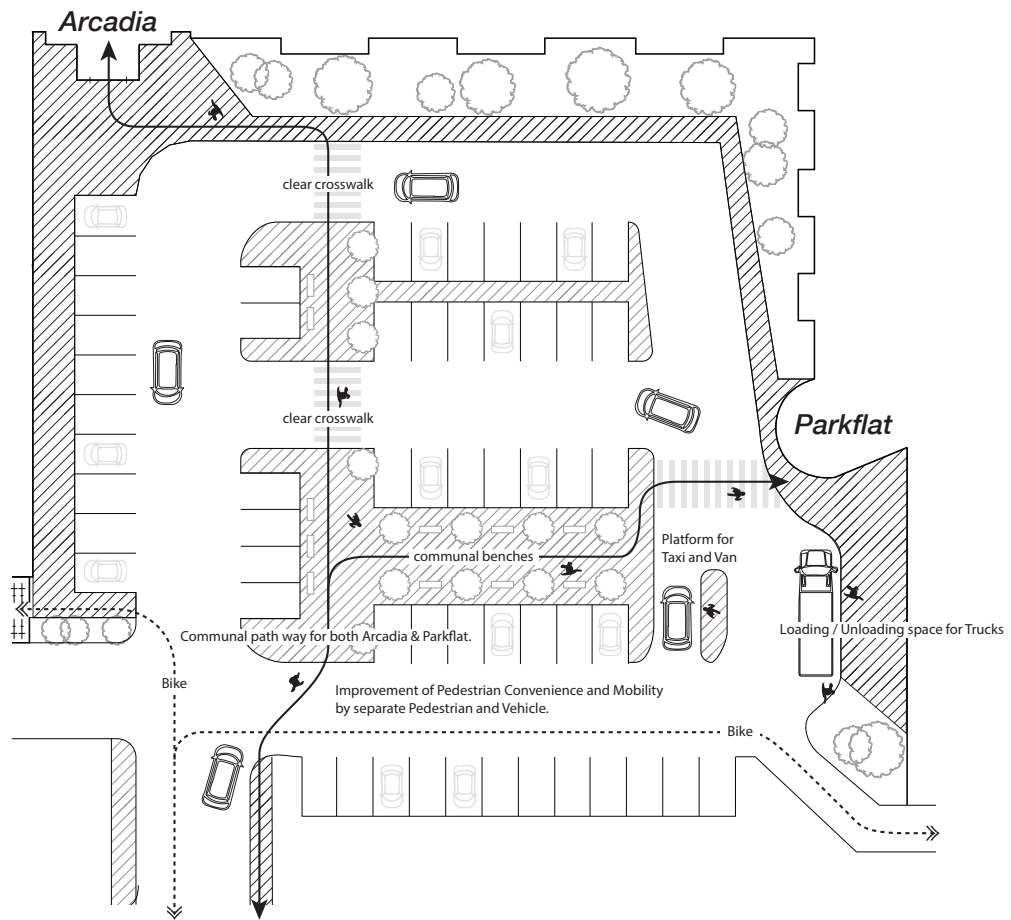 Arcadia
clear crosswalk
clear crosswalk
Parkflat
Platform for
Taxi and Van
communal benches
Loading / Unloading space for Trucks
Communal path way for both Arcadia & Parkflat.
Bike
Improvement of Pedestrian Convenience and Mobility
by separate Pedestrian and Vehicle.
Bike